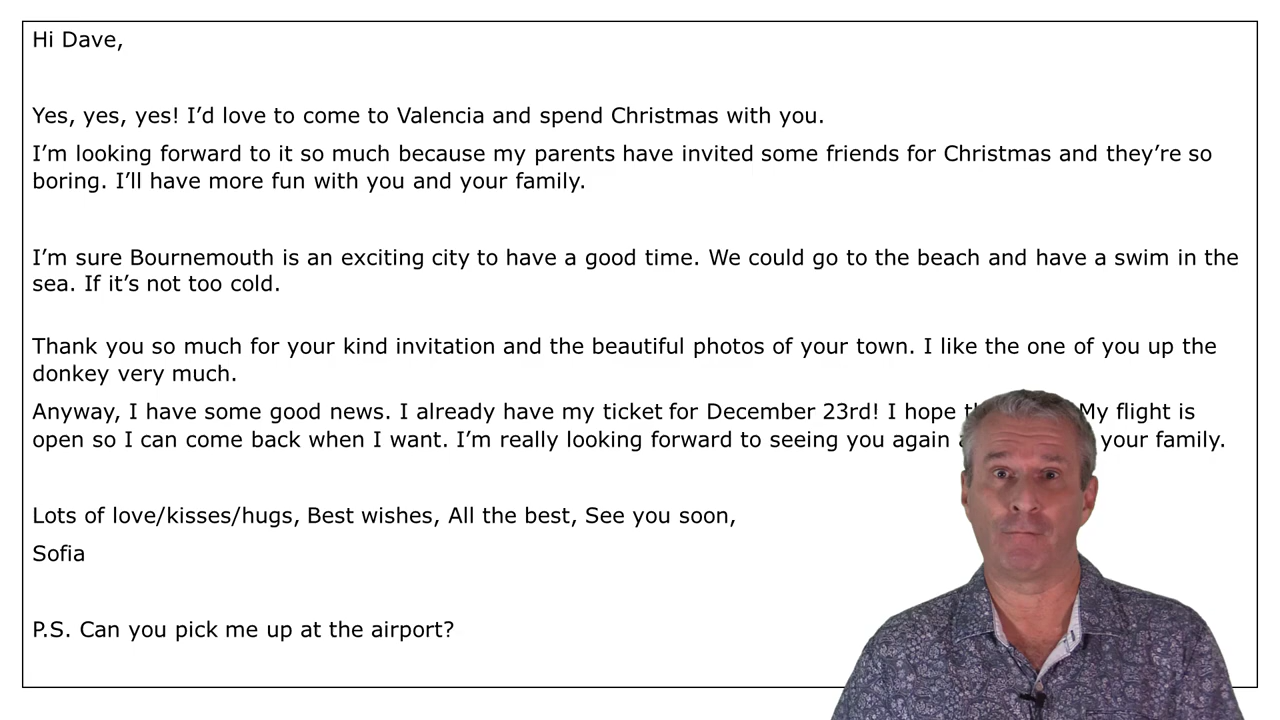 Hi Dave,
Yes, yes, yes! I’d love to come to Valencia and spend Christmas with you.
I’m looking forward to it so much because my parents have invited some friends for Christmas and they’re so
boring. I’ll have more fun with you and your family.
I’m sure Bournemouth is an exciting city to have a good time. We could go to the beach and have a swim in the
sea. If it’s not too cold.
Thank you so much for your kind invitation and the beautiful photos of your town. I like the one of you up the
donkey very much.
Anyway, I have some good news. I already have my ticket for December 23rd! I hope My flight is
open so I can come back when I want. I’m really looking forward to seeing you again your family.
Lots of love/kisses/hugs, Best wishes, All the best, See you soon,
Sofia
P.S. Can you pick me up at the airport?